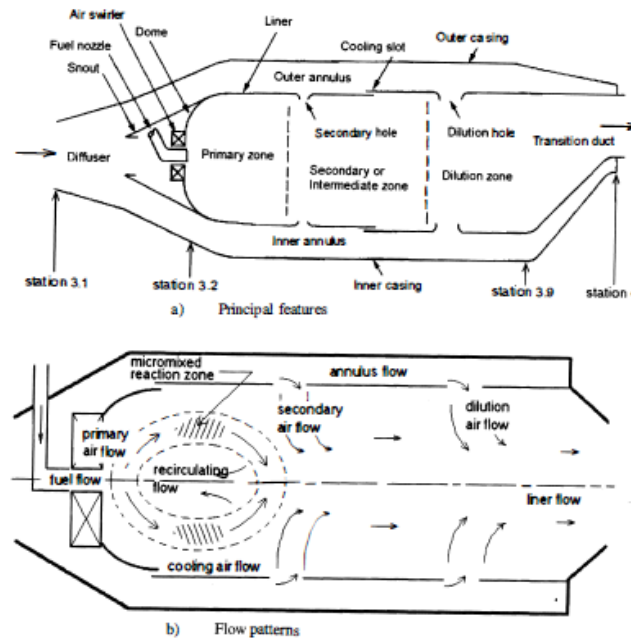 Air swirler
Fuel nozzle
Snout
Dome
Liner
Cooling slot
Outer casing
Outer annulus
Secondary hole
Dilution hole
Transition duct
Diffuser
Primary zone
Secondary or
Intermediate zone
Dilution zone
Inner annulus
station 3.1
station 3.2
Inner casing
station 3.9
station
a) Principal features
micromixed
reaction zone
annulus flow
primary
air flow
secondary
air flow
dilution
air flow
fuel flow
recirculating
flow
liner flow
cooling air flow
b) Flow patterns